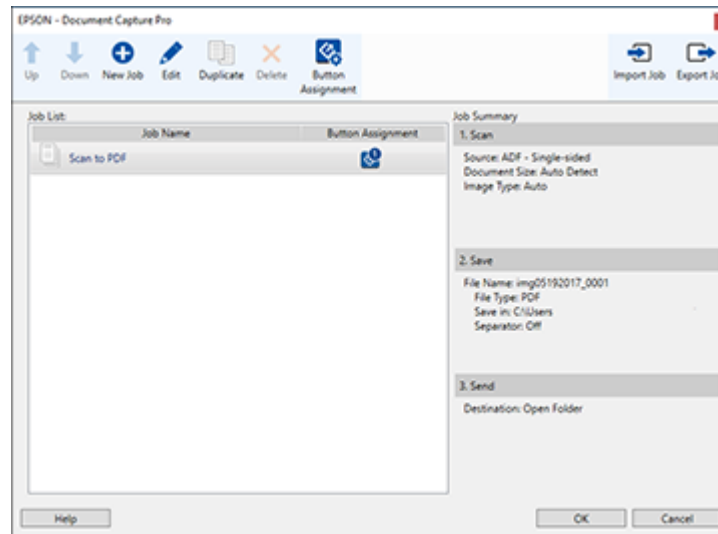 EPSON - Document Capture Pro
Up Down New Job Edit Duplicate Delete Button Assignment Import Job Export Jo
Job List:
Job Name Button Assignment
Scan to PDF 1
Job Summary
1. Scan
Source: ADF - Single-sided
Document Size: Auto Detect
Image Type: Auto
2. Save
File Name: img05192017_0001
File Type: PDF
Save in: C:\Users
Separator: Off
3. Send
Destination: Open Folder
Help OK Cancel